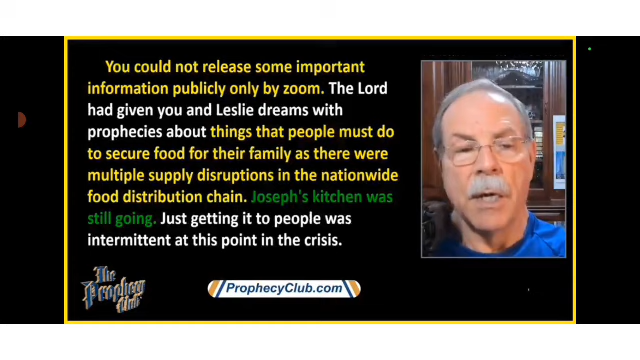 You could not release some important
information publicly only by zoom. The Lord
had given you and Leslie dreams with
prophecies about things that people must do
to secure food for their family as there were
multiple supply disruptions in the nationwide
food distribution chain. Joseph's kitchen was
still going. Just getting it to people was
intermittent at this point in the crisis.
The
Prophecy
Club
ProphecyClub.com